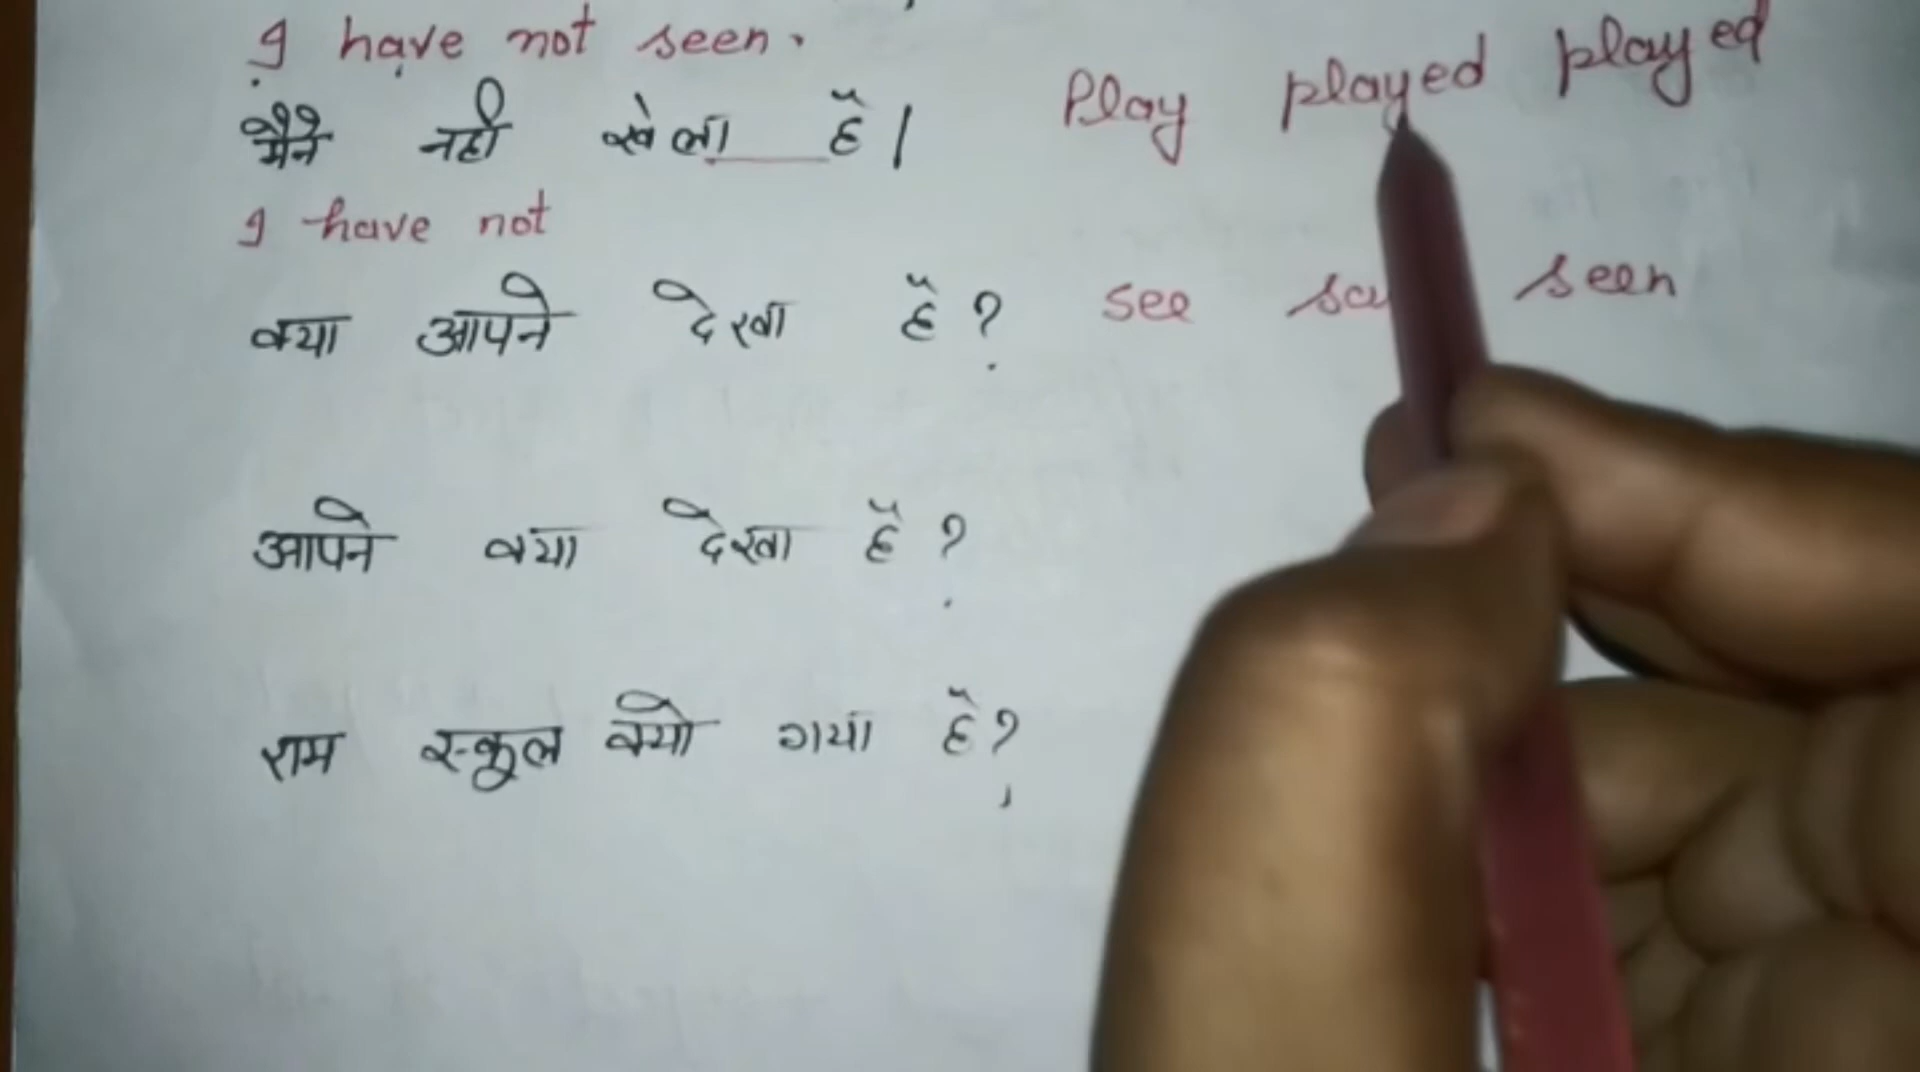 I have not seen.
मैने नही खेला है। Play played played
I have not
क्या आपने देखा है? see seen
आपने क्या देखा है?
राम स्कूल क्यो गया है?